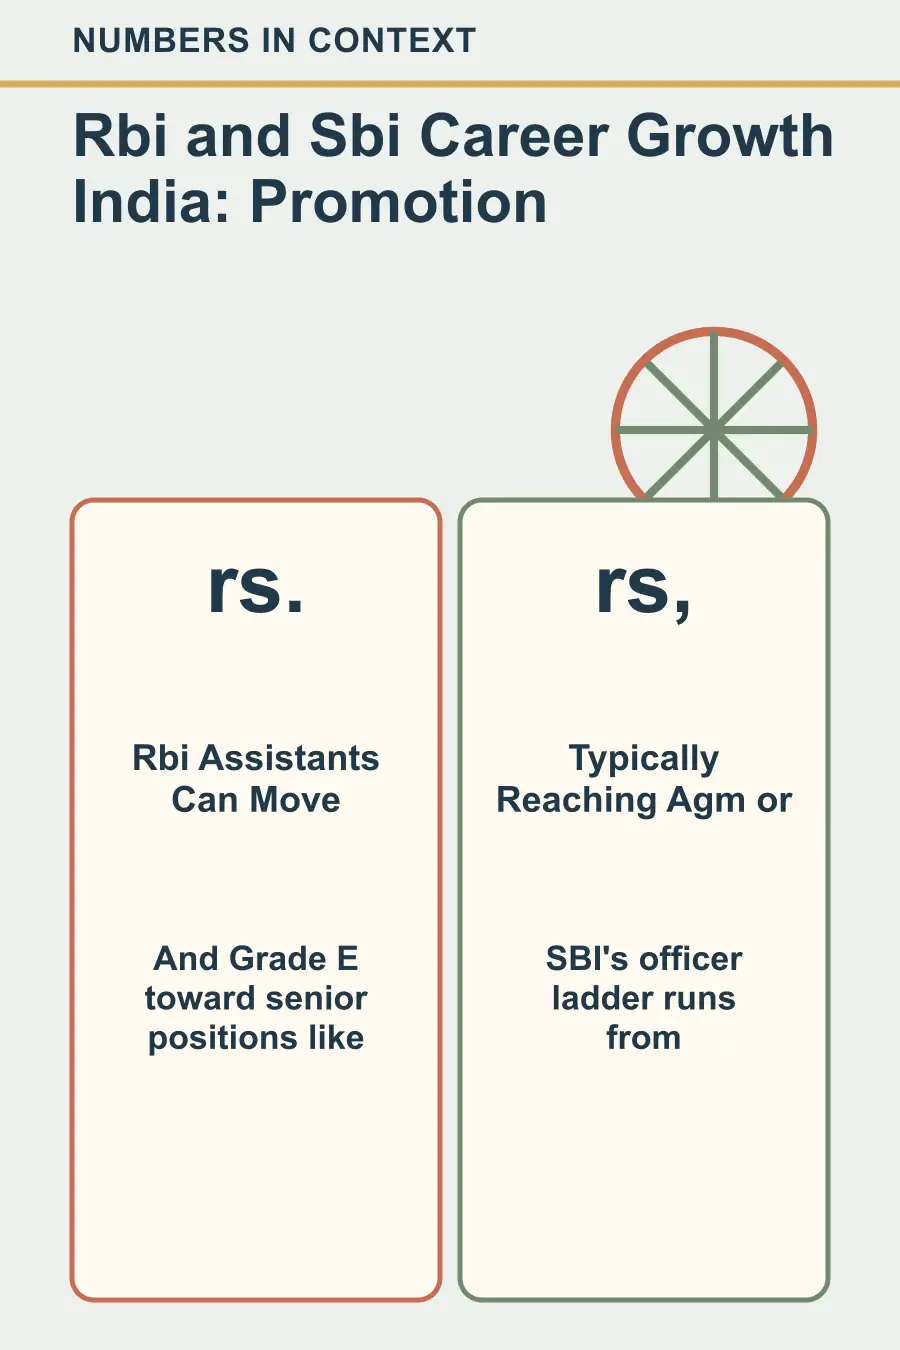 NUMBERS IN CONTEXT
Rbi and Sbi Career Growth
India: Promotion
rs.
Rbi Assistants
Can Move
And Grade E
toward senior
positions like
rs,
Typically
Reaching Agm or
SBI's officer
ladder runs
from